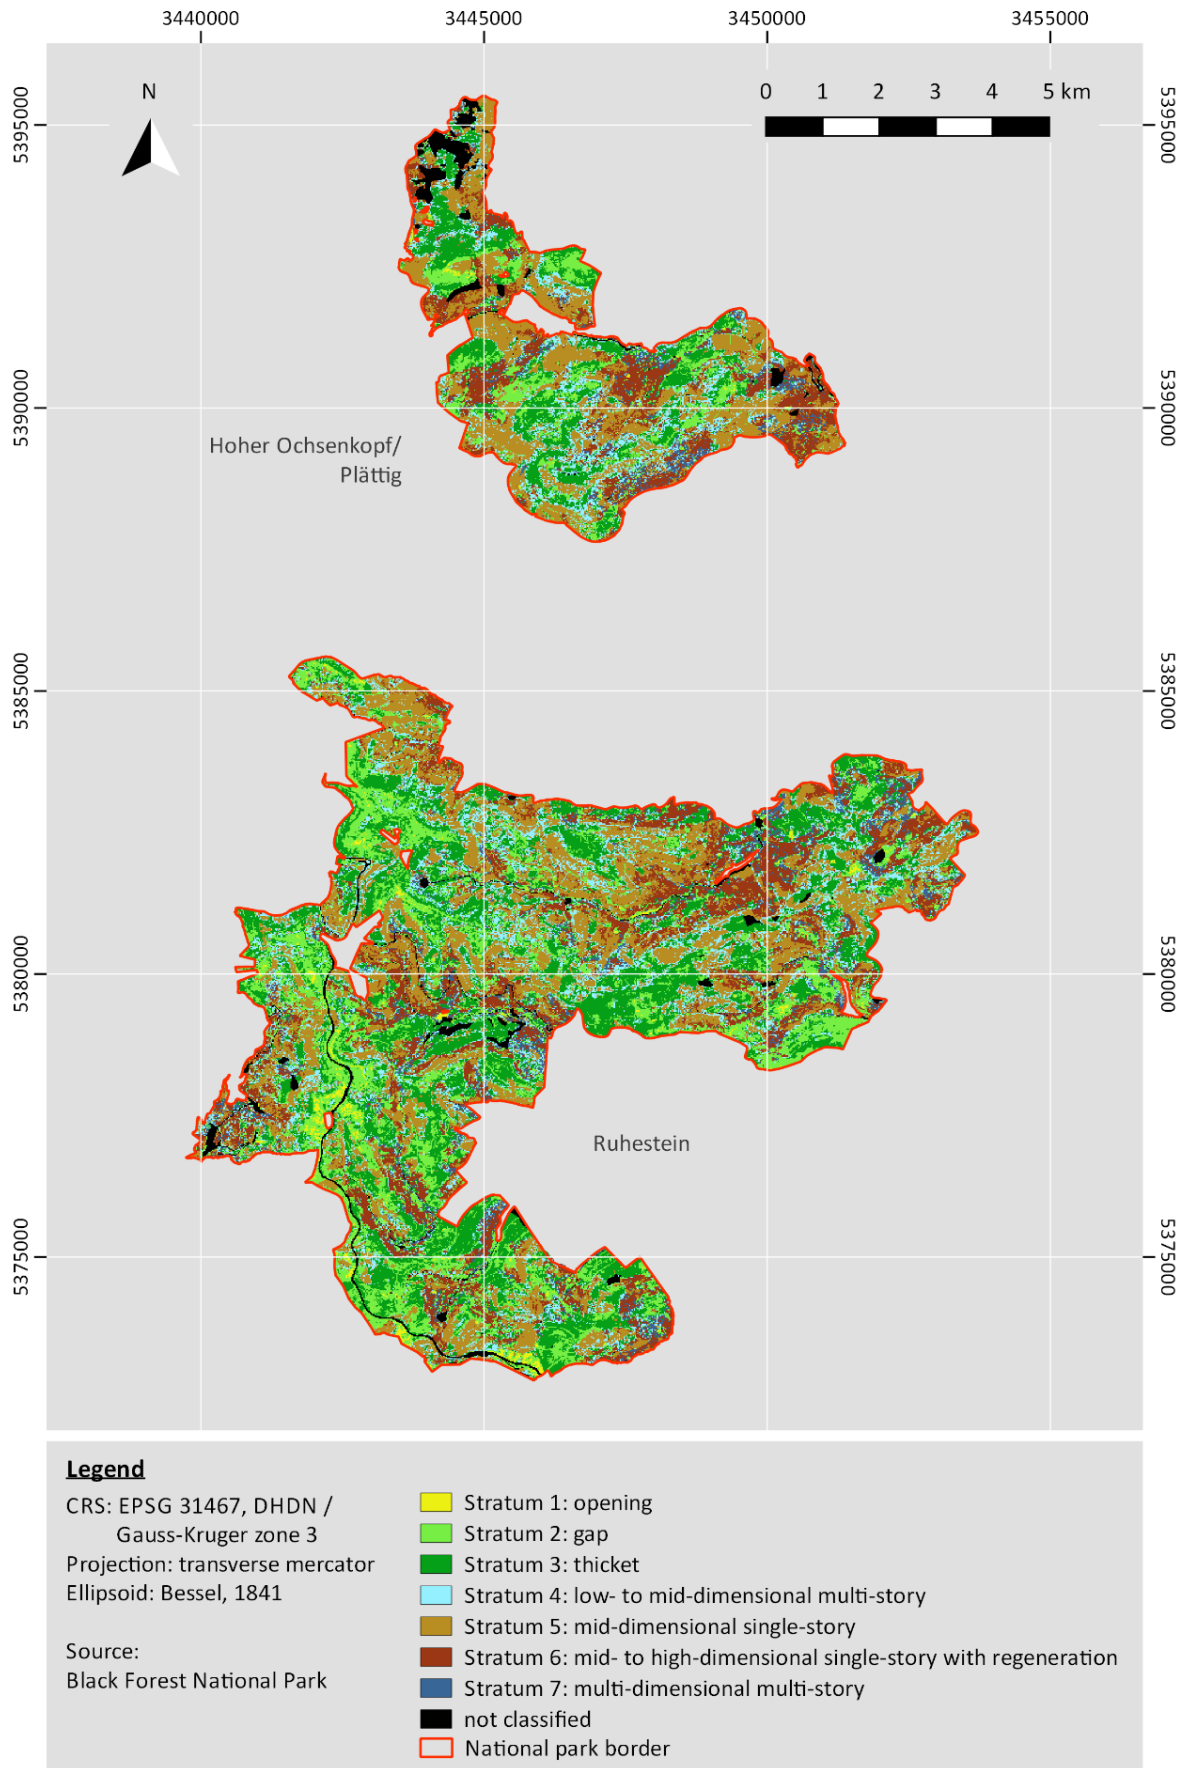 3440000 3445000 3450000 3455000
N
0 1 2 3 4 5 km
5395000 5395000
5390000 5390000
Hoher Ochsenkopf/
Plättig
5385000 5385000
5380000 5380000
Ruhestein
5375000 5375000
Legend
CRS: EPSG 31467, DHDN /
Gauss-Kruger zone 3
Projection: transverse mercator
Ellipsoid: Bessel, 1841
Source:
Black Forest National Park
Stratum 1: opening
Stratum 2: gap
Stratum 3: thicket
Stratum 4: low- to mid-dimensional multi-story
Stratum 5: mid-dimensional single-story
Stratum 6: mid- to high-dimensional single-story with regeneration
Stratum 7: multi-dimensional multi-story
not classified
National park border